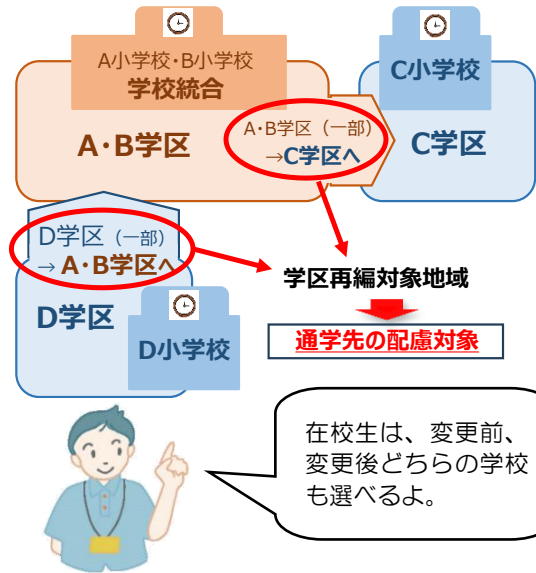 A小学校・B小学校
学校統合
C小学校
A・B学区
A・B学区（一部）
→C学区へ
C学区
D学区（一部）
→ A・B学区へ
D学区
D小学校
学区再編対象地域
通学先の配慮対象
在校生は、変更前、
変更後どちらの学校
も選べるよ。